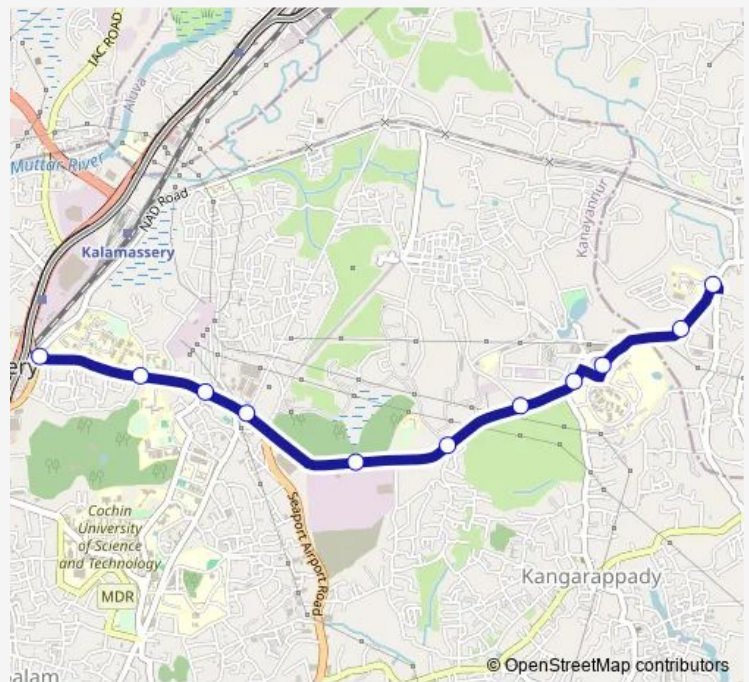 IAC ROAD
Aluva
Muttar River
NAD Road
Kalamassery
Kanayannur
ery
Cochin
University
of Science
and Technology
MDR
Seaport Airport Road
Kangarappady
alam
© OpenStreetMap contributors